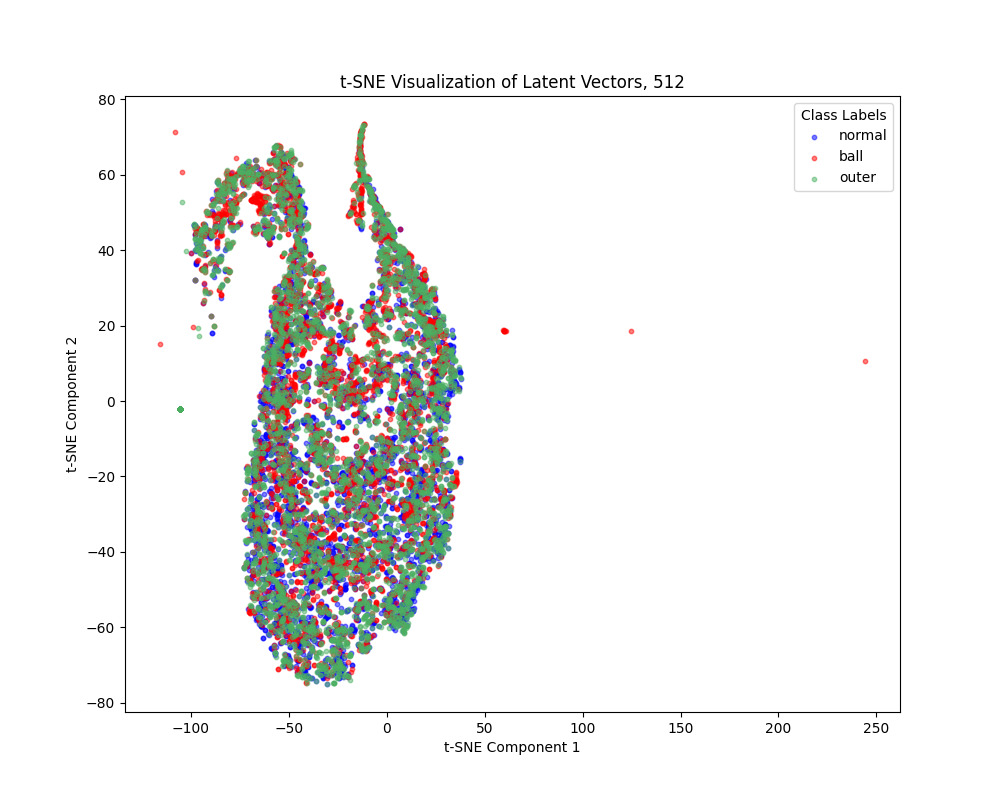 t-SNE Visualization of Latent Vectors, 512
Class Labels
normal
ball
outer
80
60
40
20
0
−20
−40
−60
−80
t-SNE Component 2
−100
−50
0
50
100
150
200
250
t-SNE Component 1